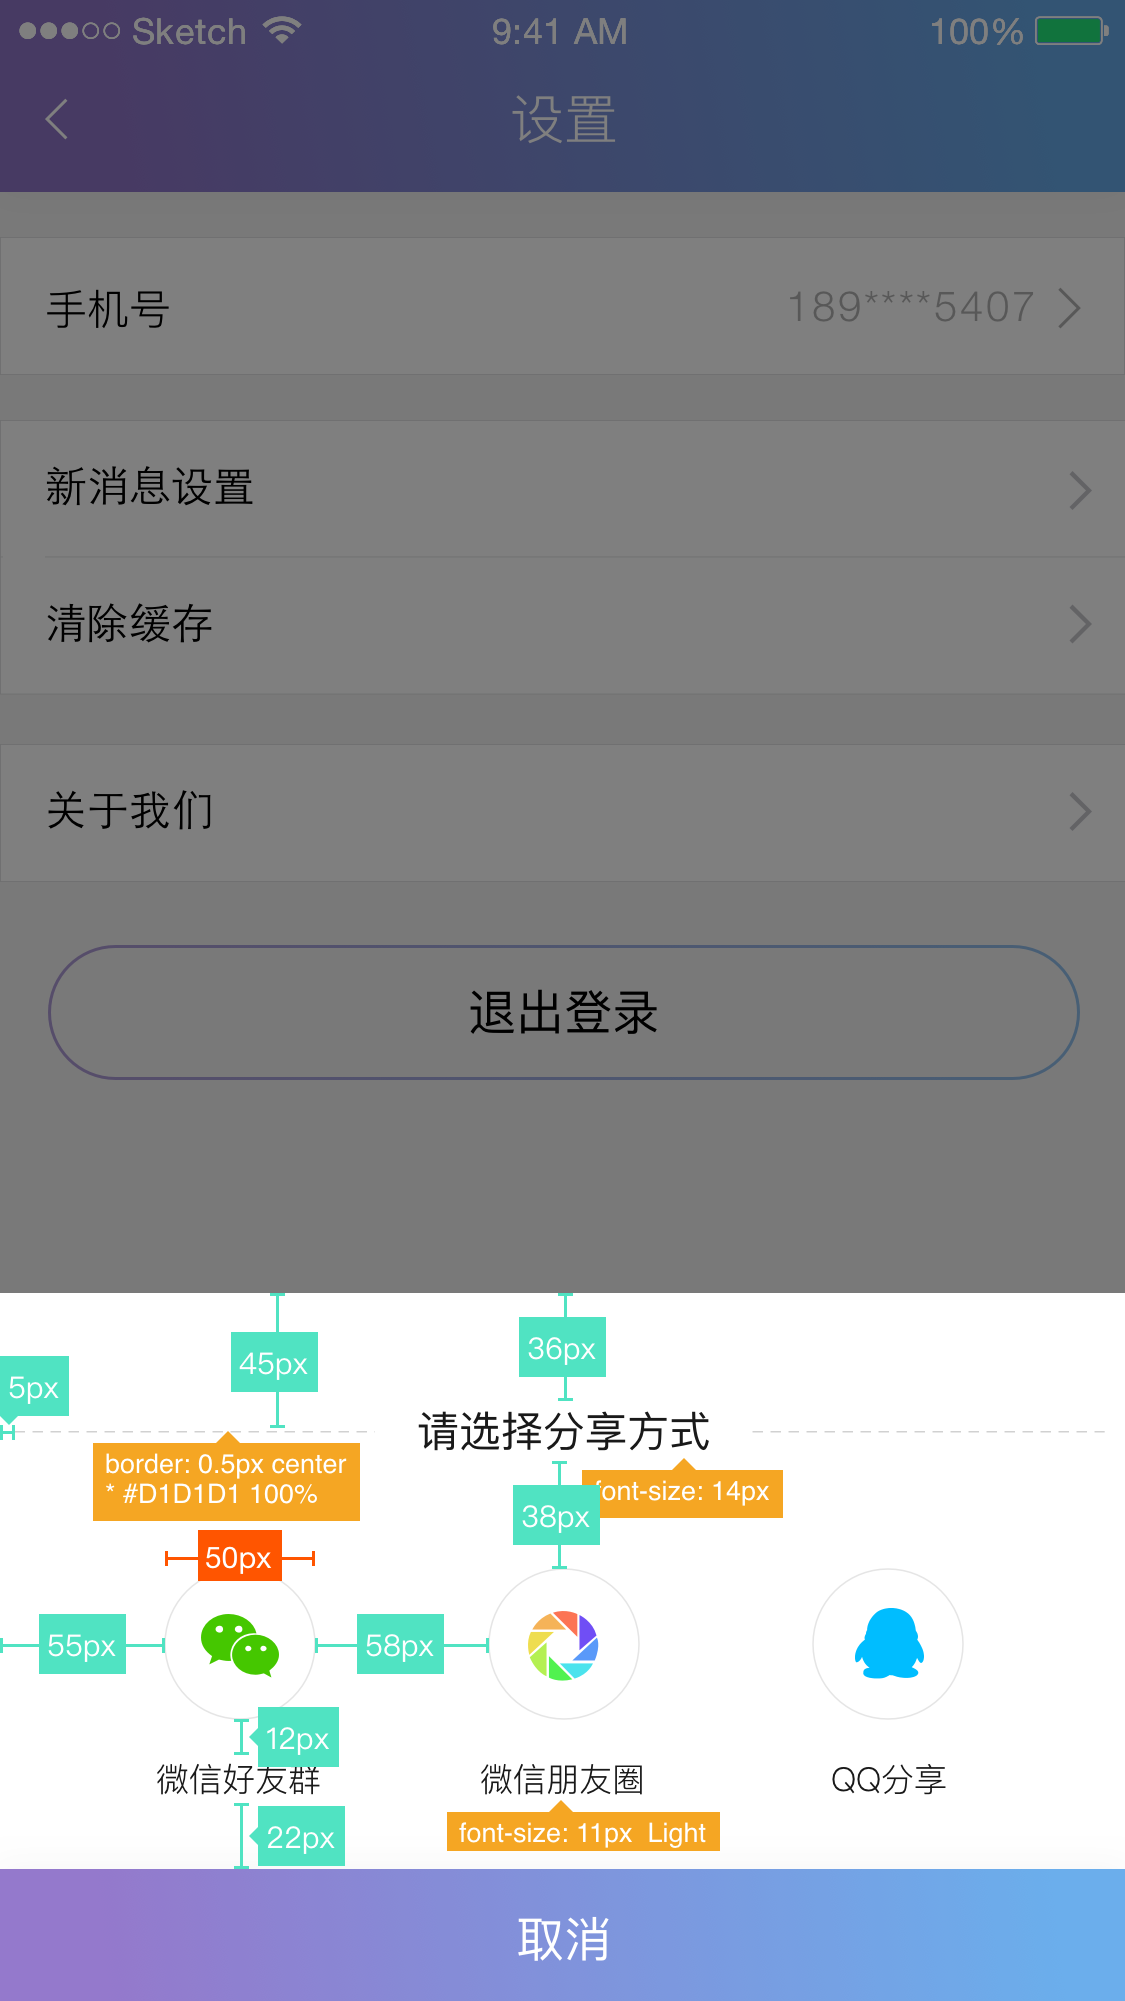 Sketch 9:41 AM 100%
设置
手机号 189****5407
新消息设置
清除缓存
关于我们
退出登录
45px 36px
5px
请选择分享方式
border: 0.5px center
* #D1D1D1 100%
font-size: 14px
38px
50px
55px 58px
12px
微信好友群 微信朋友圈 QQ分享
font-size: 11px Light
22px
取消